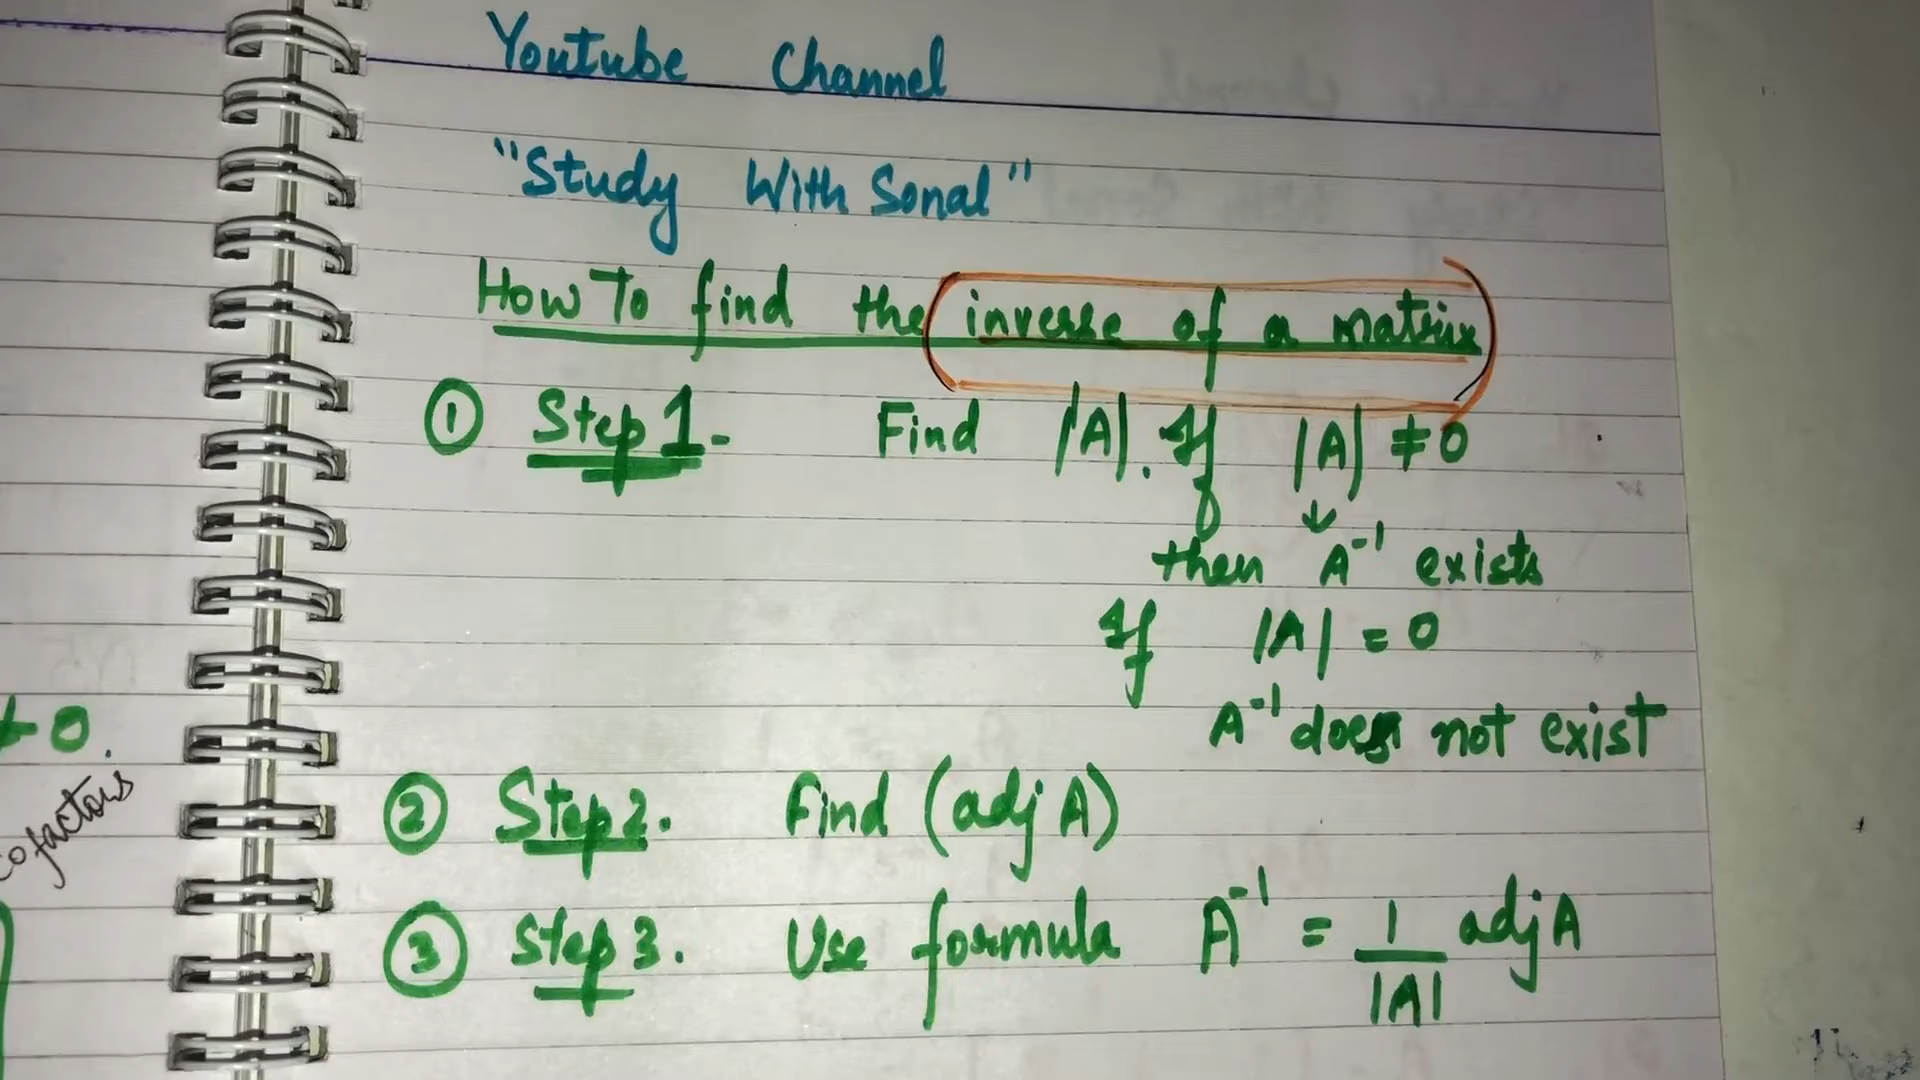 Youtube Channel
"Study With Sonal"
How To find the inverse of a matrix
① Step 1- Find |A|. If |A| ≠ 0
↓
then A⁻¹ exists
If |A| = 0
A⁻¹ does not exist
≠ 0.
② Step 2. Find (adj A)
cofactors
③ Step 3. Use formula A⁻¹ = 1/|A| adj A